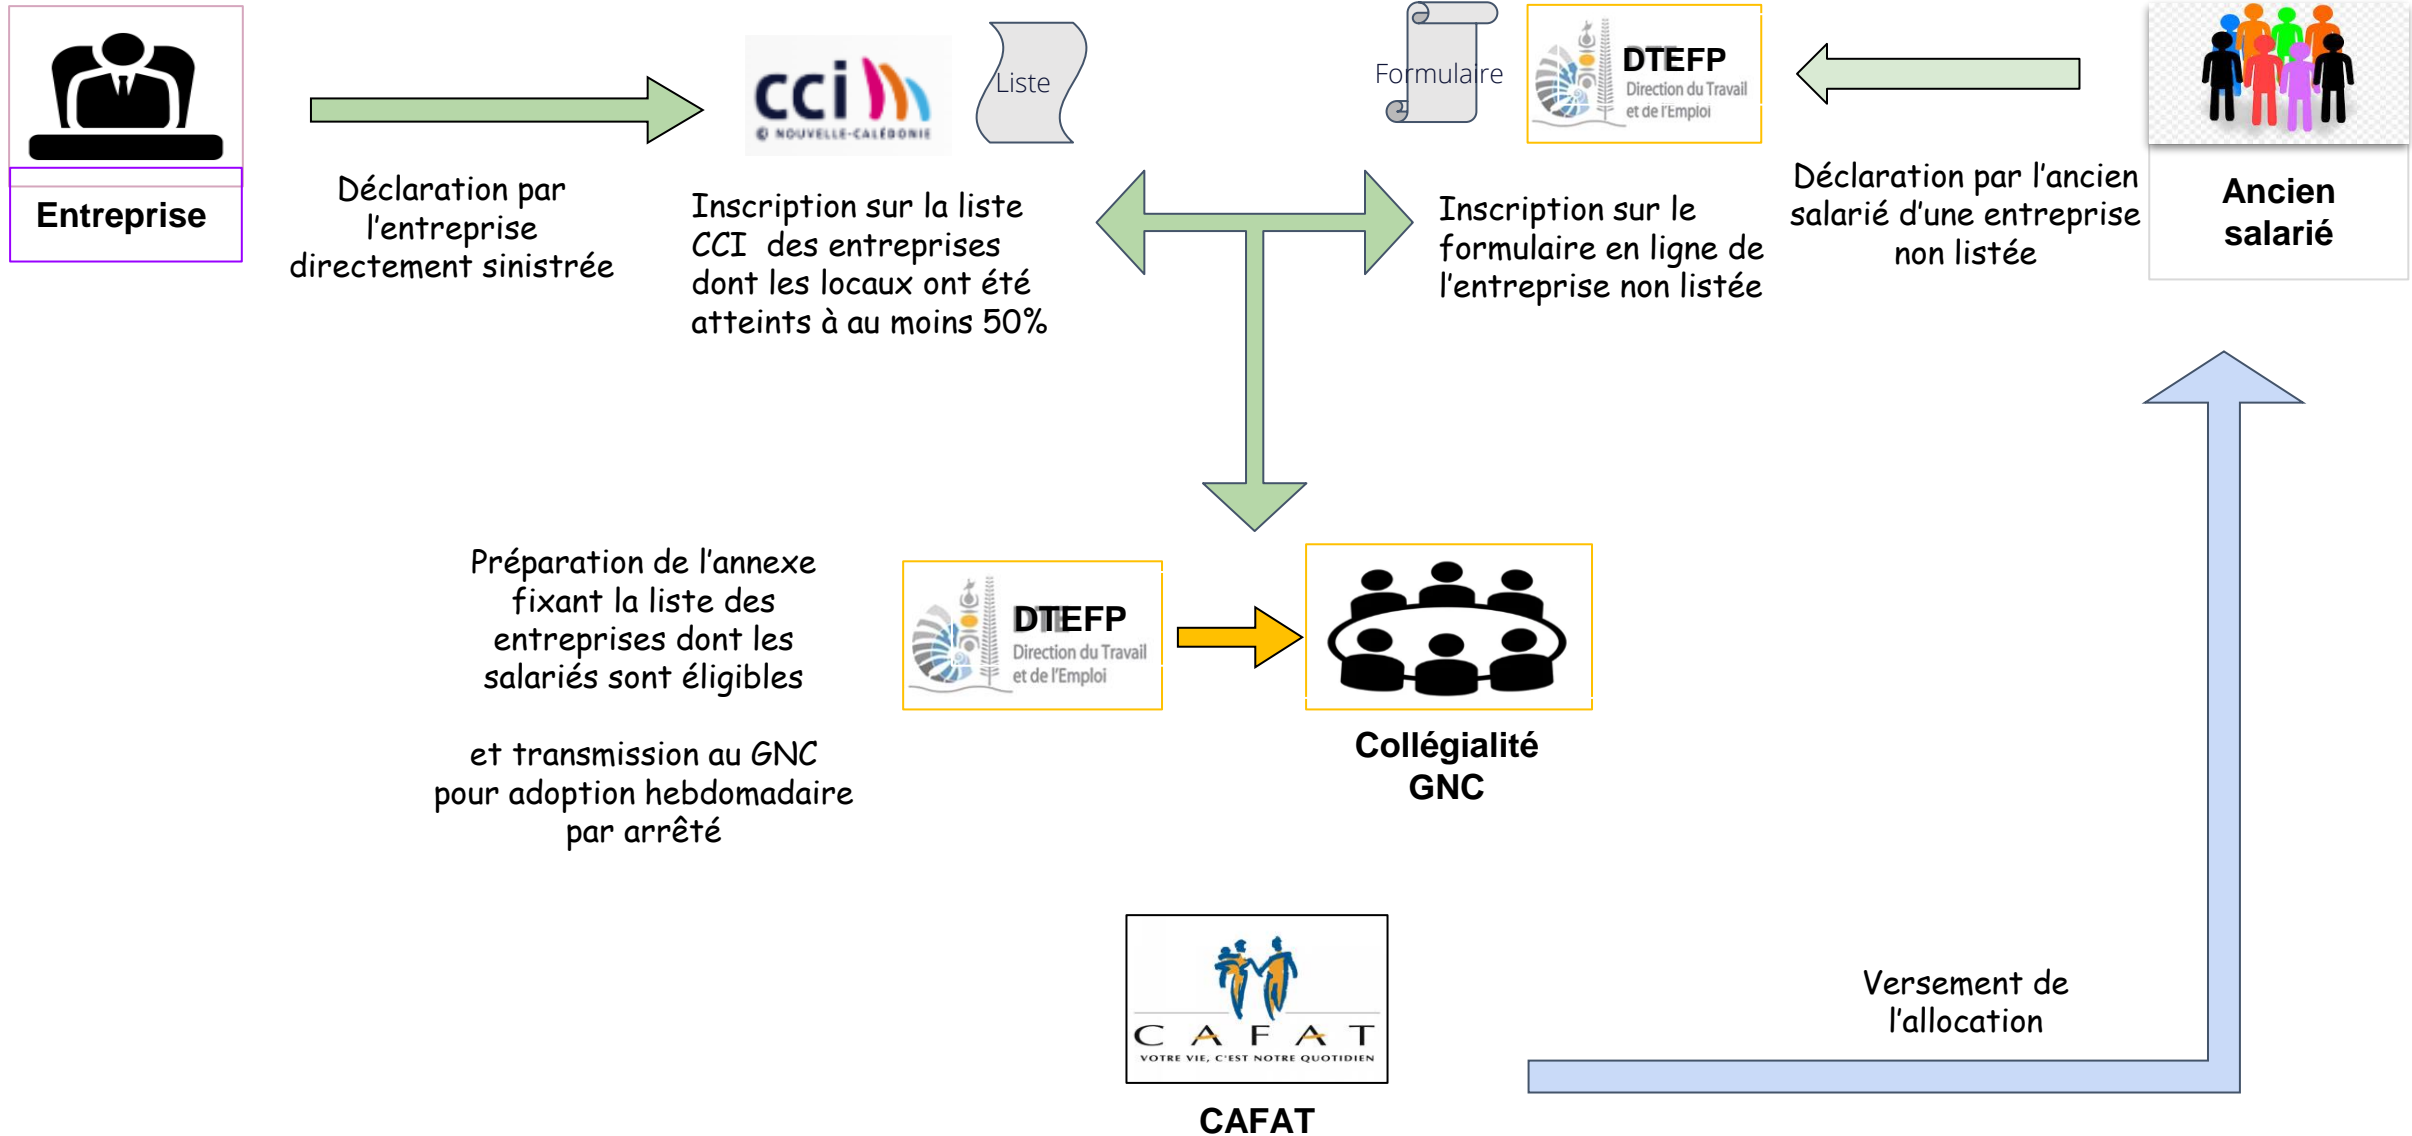 Entreprise
Déclaration par
l'entreprise
directement sinistrée
cci
© NOUVELLE-CALÉDONIE
Liste
Inscription sur la liste
CCI des entreprises
dont les locaux ont été
atteints à au moins 50%
Formulaire
DTEFP
Direction du Travail
et de l'Emploi
Inscription sur le
formulaire en ligne de
l'entreprise non listée
Déclaration par l'ancien
salarié d'une entreprise
non listée
Ancien
salarié
Préparation de l'annexe
fixant la liste des
entreprises dont les
salariés sont éligibles
et transmission au GNC
pour adoption hebdomadaire
par arrêté
DTEFP
Direction du Travail
et de l'Emploi
Collégialité
GNC
CAFAT
VOTRE VIE, C'EST NOTRE QUOTIDIEN
CAFAT
Versement de
l'allocation